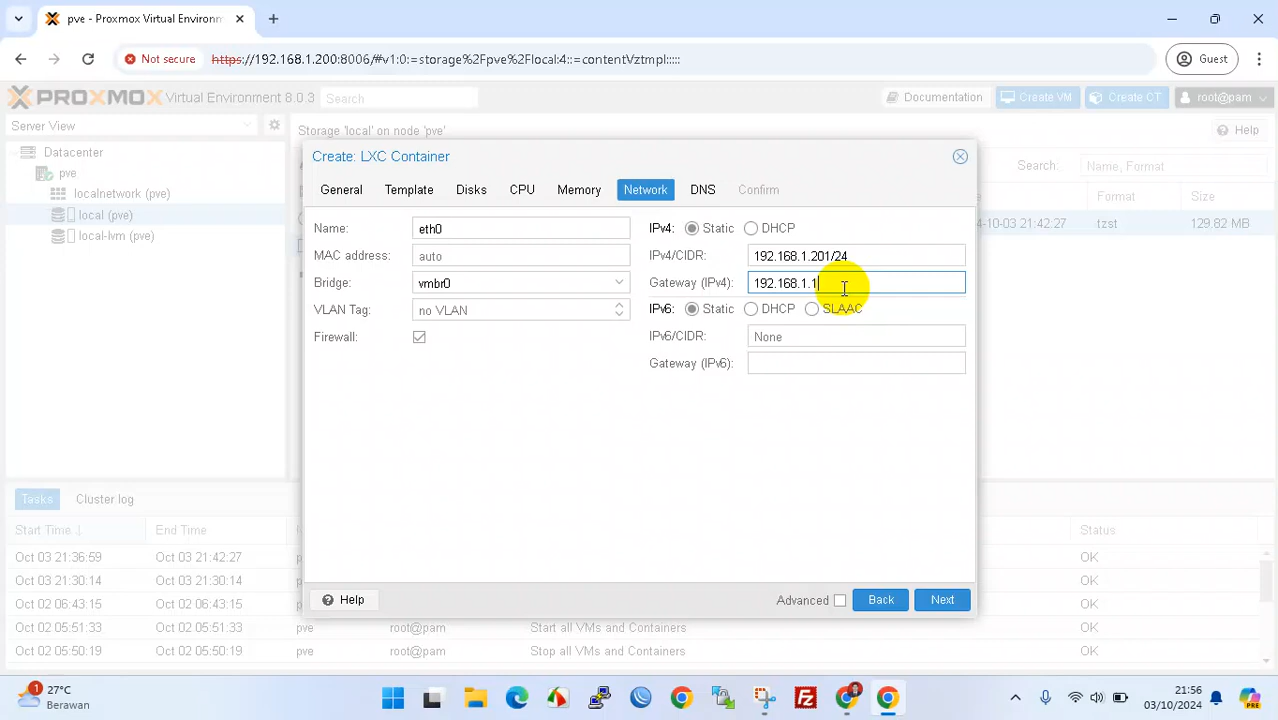 pve - Proxmox Virtual Environm
Not secure
https://192.168.1.200:8006/#v1:0:=storage%2Fpve%2Flocal:4::=contentVztmpl:::::
Guest
PROXMOX Virtual Environment 8.0.3 Search
Documentation Create VM Create CT root@pam
Server View
Storage 'local' on node 'pve' Help
Datacenter
pve
localnetwork (pve)
local (pve)
local-lvm (pve)
Search: Name, Format
Format Size
4-10-03 21:42:27 tzst 129.82 MB
Create: LXC Container
General Template Disks CPU Memory Network DNS Confirm
Name: eth0
MAC address: auto
Bridge: vmbr0
VLAN Tag: no VLAN
Firewall:
IPv4: Static DHCP
IPv4/CIDR: 192.168.1.201/24
Gateway (IPv4): 192.168.1.1
IPv6: Static DHCP SLAAC
IPv6/CIDR: None
Gateway (IPv6):
Help Advanced Back Next
Tasks Cluster log
Start Time End Time Status
Oct 03 21:36:59 Oct 03 21:42:27 OK
Oct 03 21:30:14 Oct 03 21:30:14 OK
Oct 02 06:43:15 Oct 02 06:43:15 OK
Oct 02 05:51:33 Oct 02 05:51:33 pve root@pam Start all VMs and Containers OK
Oct 02 05:50:19 Oct 02 05:50:19 pve root@pam Stop all VMs and Containers OK
1
27°C
Berawan
21:56
03/10/2024
PRE